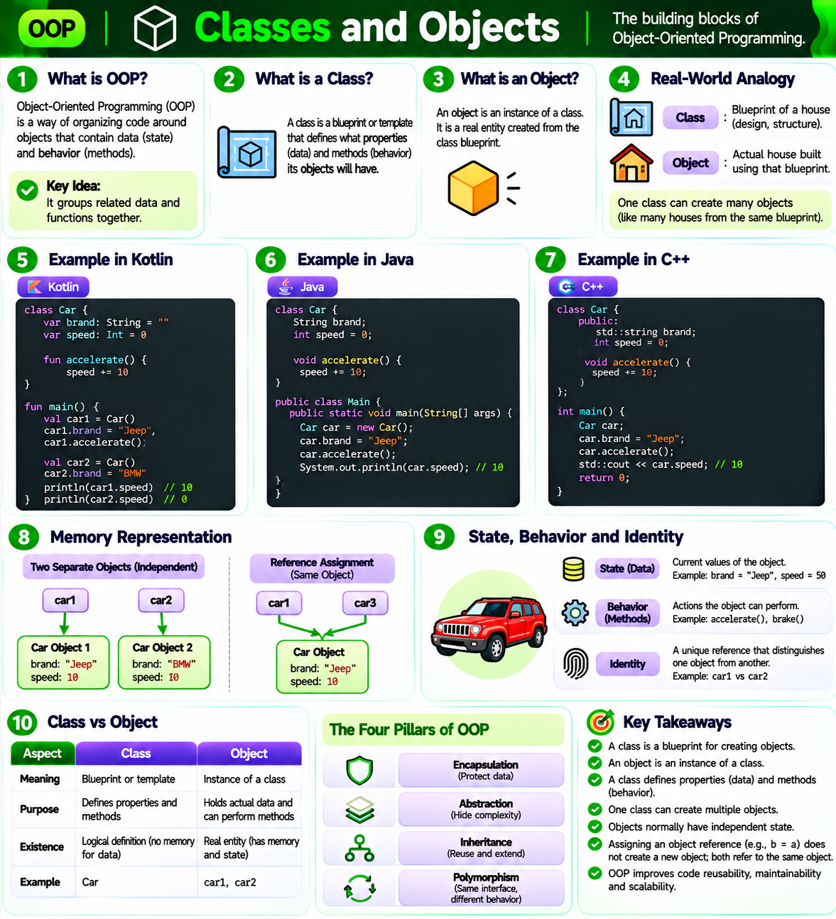 OOP
Classes and Objects
The building blocks of
Object-Oriented Programming.
1 What is OOP?
Object-Oriented Programming (OOP)
is a way of organizing code around
objects that contain data (state)
and behavior (methods).
Key Idea:
It groups related data and
functions together.
2 What is a Class?
A class is a blueprint or template
that defines what properties
(data) and methods (behavior)
its objects will have.
3 What is an Object?
An object is an instance of a class.
It is a real entity created from the
class blueprint.
4 Real-World Analogy
Class : Blueprint of a house
(design, structure).
Object : Actual house built
using that blueprint.
One class can create many objects
(like many houses from the same blueprint).
5 Example in Kotlin
Kotlin
class Car {
var brand: String = ""
var speed: Int = 0
fun accelerate() {
speed += 10
}
fun main() {
val car1 = Car()
car1.brand = "Jeep",
car1.accelerate();
val car2 = Car()
car2.brand = "BMW"
println(car1.speed) // 10
} println(car2.speed) // 0
6 Example in Java
Java
class Car {
String brand;
int speed = 0;
void accelerate() {
speed += 10;
}
public class Main {
public static void main(String[] args) {
Car car = new Car();
car.brand = "Jeep";
car.accelerate();
System.out.println(car.speed); // 10
}
}
7 Example in C++
C++
class Car {
public:
std::string brand;
int speed = 0;
void accelerate() {
speed += 10;
}
};
int main() {
Car car;
car.brand = "Jeep";
car.accelerate();
std::cout << car.speed; // 10
return 0;
}
8 Memory Representation
Two Separate Objects (Independent)
car1 car2
Car Object 1
brand: "Jeep"
speed: 10
Car Object 2
brand: "BMW"
speed: 10
Reference Assignment
(Same Object)
car1 car3
Car Object
brand: "Jeep"
speed: 10
9 State, Behavior and Identity
State (Data)
Current values of the object.
Example: brand = "Jeep", speed = 50
Behavior
(Methods)
Actions the object can perform.
Example: accelerate(), brake()
Identity
A unique reference that distinguishes
one object from another.
Example: car1 vs car2
10 Class vs Object
Aspect Class Object
Meaning Blueprint or template Instance of a class
Purpose Defines properties and methods Holds actual data and can perform methods
Existence Logical definition (no memory for data) Real entity (has memory and state)
Example Car car1, car2
The Four Pillars of OOP
Encapsulation
(Protect data)
Abstraction
(Hide complexity)
Inheritance
(Reuse and extend)
Polymorphism
(Same interface,
different behavior)
Key Takeaways
A class is a blueprint for creating objects.
An object is an instance of a class.
A class defines properties (data) and methods
(behavior).
One class can create multiple objects.
Objects normally have independent state.
Assigning an object reference (e.g., b = a) does
not create a new object; both refer to the same object.
OOP improves code reusability, maintainability
and scalability.